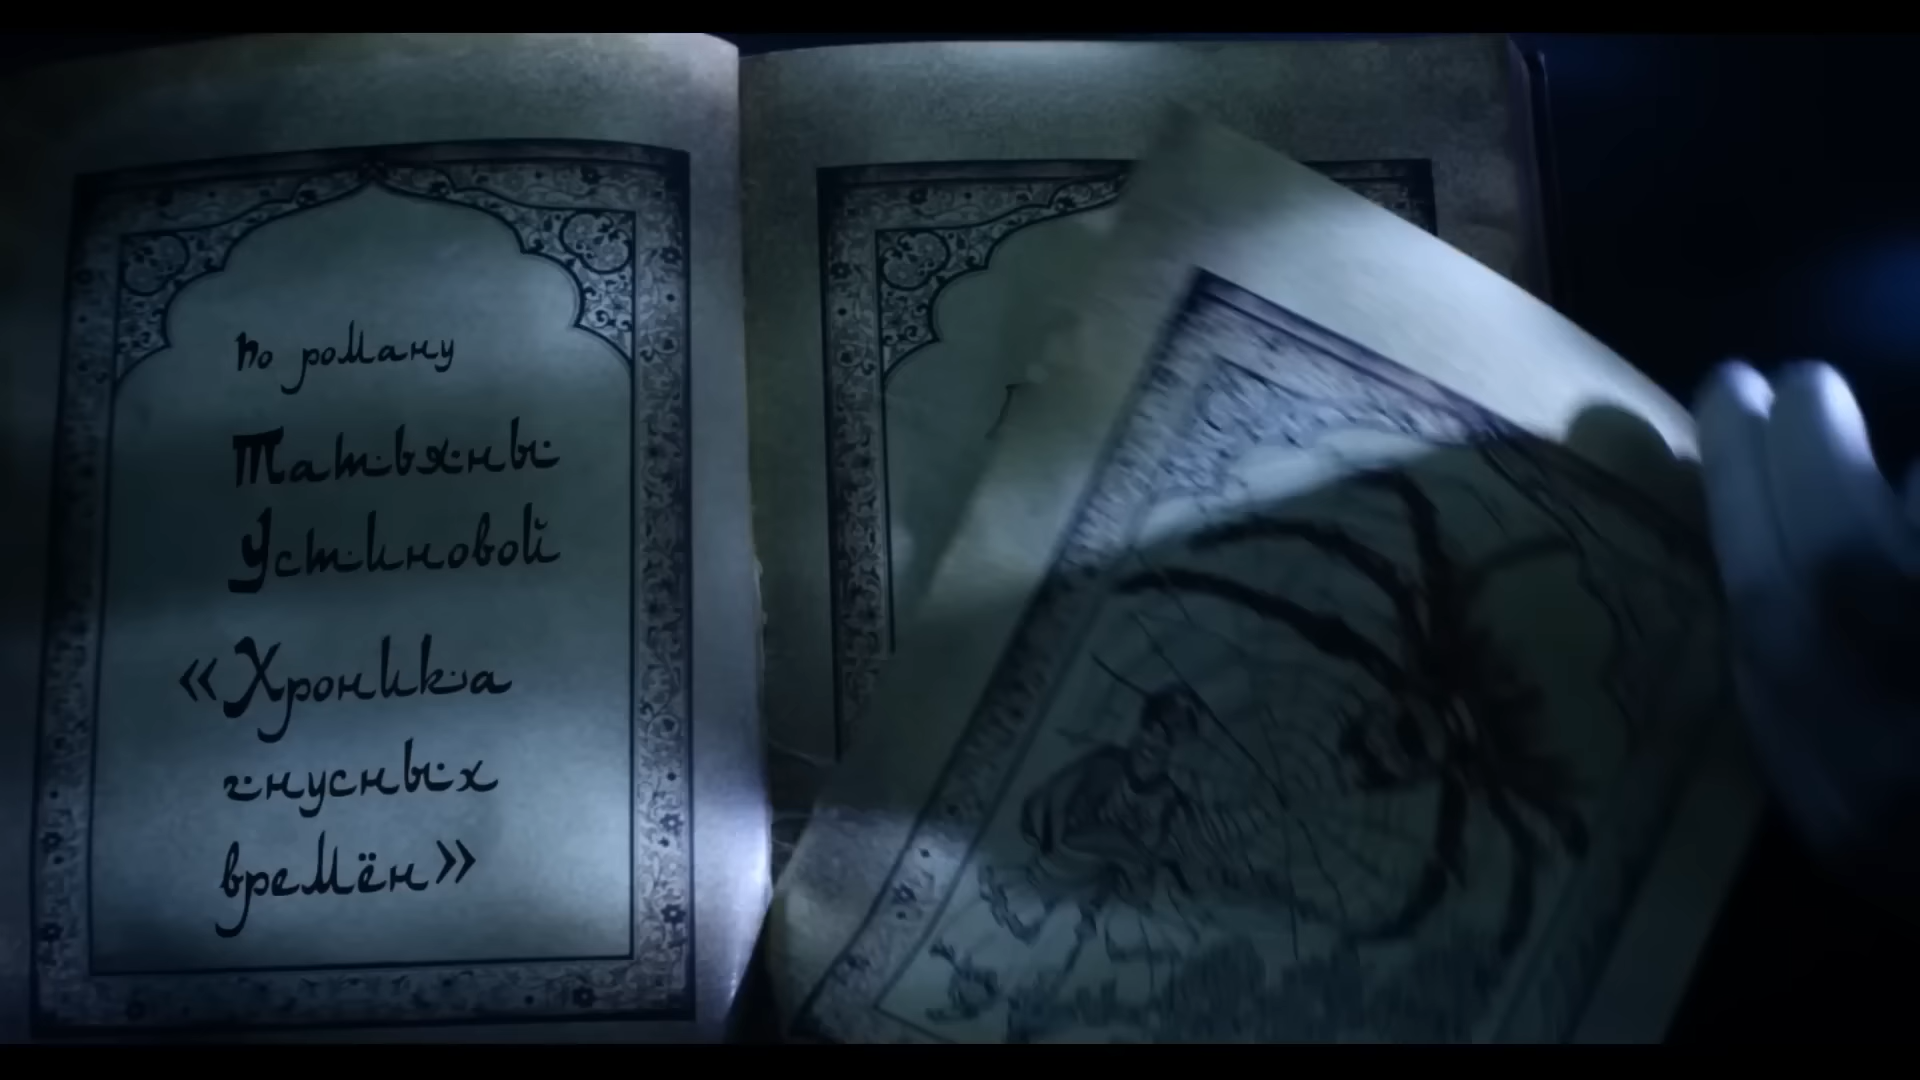 по роману
Татьяны
Устиновой
«Хроника
гнусных
времён»